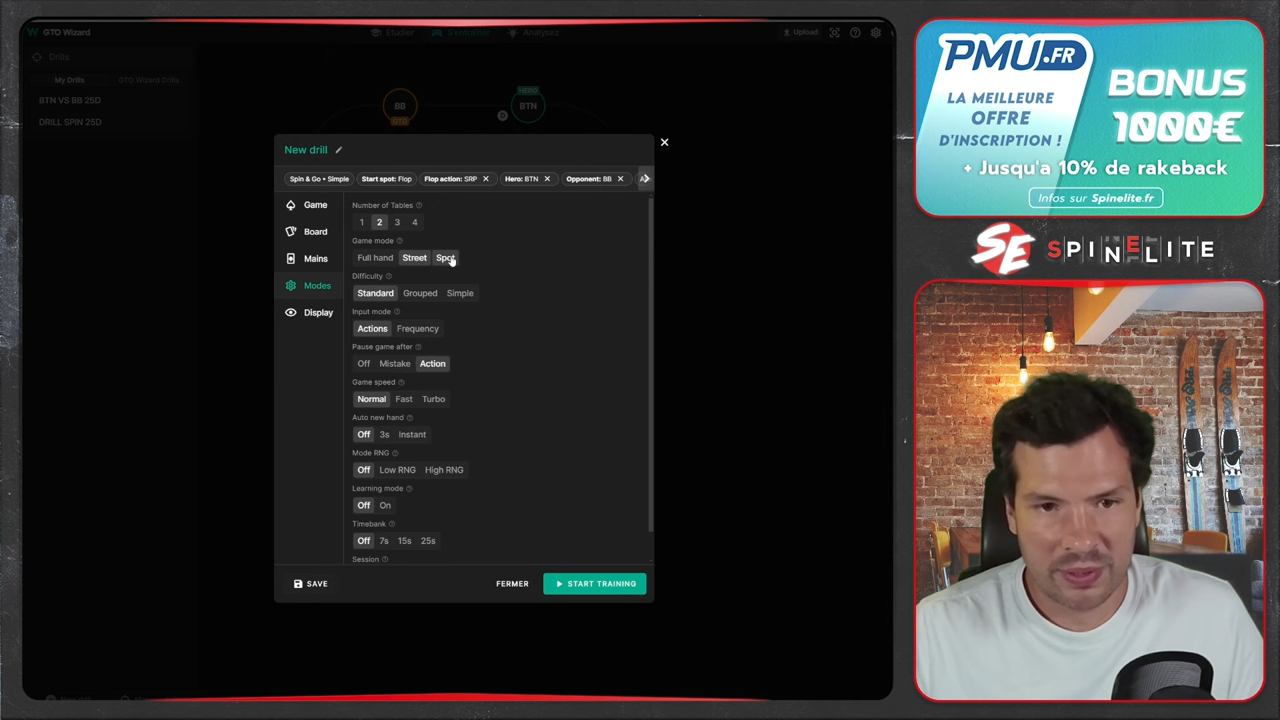 GTO Wizard
Étudier
S'entraîner
Analysez
Upload
Drills
My Drills
GTO Wizard Drills
BTN VS BB 25D
DRILL SPIN 25D
BB
GTO
HERO
BTN
D
New drill
Spin & Go • Simple
Start spot: Flop
Flop action: SRP
Hero: BTN
Opponent: BB
Game
Board
Mains
Modes
Display
Number of Tables
1 2 3 4
Game mode
Full hand Street Spot
Difficulty
Standard Grouped Simple
Input mode
Actions Frequency
Pause game after
Off Mistake Action
Game speed
Normal Fast Turbo
Auto new hand
Off 3s Instant
Mode RNG
Off Low RNG High RNG
Learning mode
Off On
Timebank
Off 7s 15s 25s
Session
SAVE
FERMER
START TRAINING
PMU.FR
LA MEILLEURE
OFFRE
D'INSCRIPTION !
BONUS
1000€
+ Jusqu'a 10% de rakeback
Infos sur Spinelite.fr
SE SPINELITE